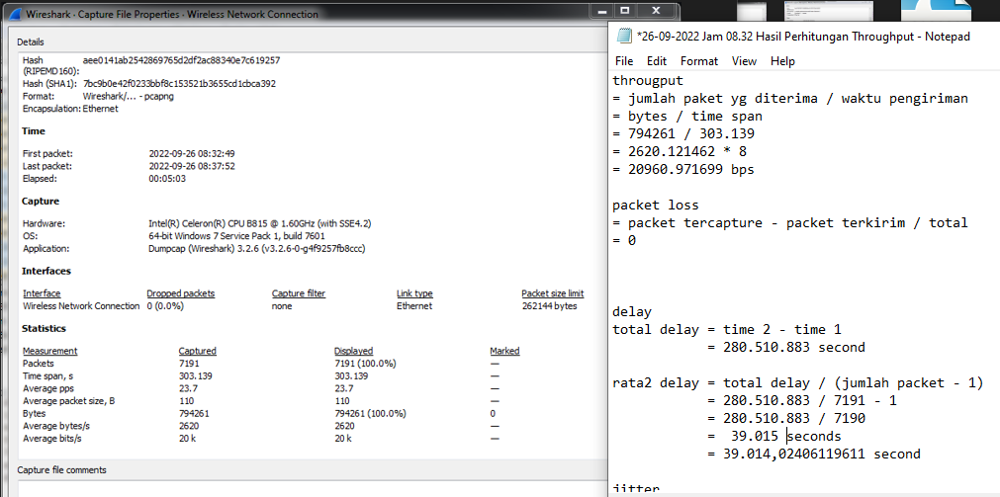 Wireshark - Capture File Properties - Wireless Network Connection
Details
Hash (RIPEMD160): aee0141ab2542869765d2df2ac88340e7c619257
Hash (SHA1): 7bc9b0e42f0233bbf8c153521b3655cd1cbca392
Format: Wireshark/... - pcapng
Encapsulation: Ethernet
Time
First packet: 2022-09-26 08:32:49
Last packet: 2022-09-26 08:37:52
Elapsed: 00:05:03
Capture
Hardware: Intel(R) Celeron(R) CPU B815 @ 1.60GHz (with SSE4.2)
OS: 64-bit Windows 7 Service Pack 1, build 7601
Application: Dumpcap (Wireshark) 3.2.6 (v3.2.6-0-g4f9257fb8ccc)
Interfaces
Interface Dropped packets Capture filter Link type Packet size limit
Wireless Network Connection 0 (0.0%) none Ethernet 262144 bytes
Statistics
Measurement Captured Displayed Marked
Packets 7191 7191 (100.0%) —
Time span, s 303.139 303.139 —
Average pps 23.7 23.7 —
Average packet size, B 110 110 —
Bytes 794261 794261 (100.0%) 0
Average bytes/s 2620 2620 —
Average bits/s 20 k 20 k —
Capture file comments
*26-09-2022 Jam 08.32 Hasil Perhitungan Throughput - Notepad
File Edit Format View Help
througput
= jumlah paket yg diterima / waktu pengiriman
= bytes / time span
= 794261 / 303.139
= 2620.121462 * 8
= 20960.971699 bps
packet loss
= packet tercapture - packet terkirim / total
= 0
delay
total delay = time 2 - time 1
= 280.510.883 second
rata2 delay = total delay / (jumlah packet - 1)
= 280.510.883 / 7191 - 1
= 280.510.883 / 7190
= 39.015 seconds
= 39.014,02406119611 second
jitter